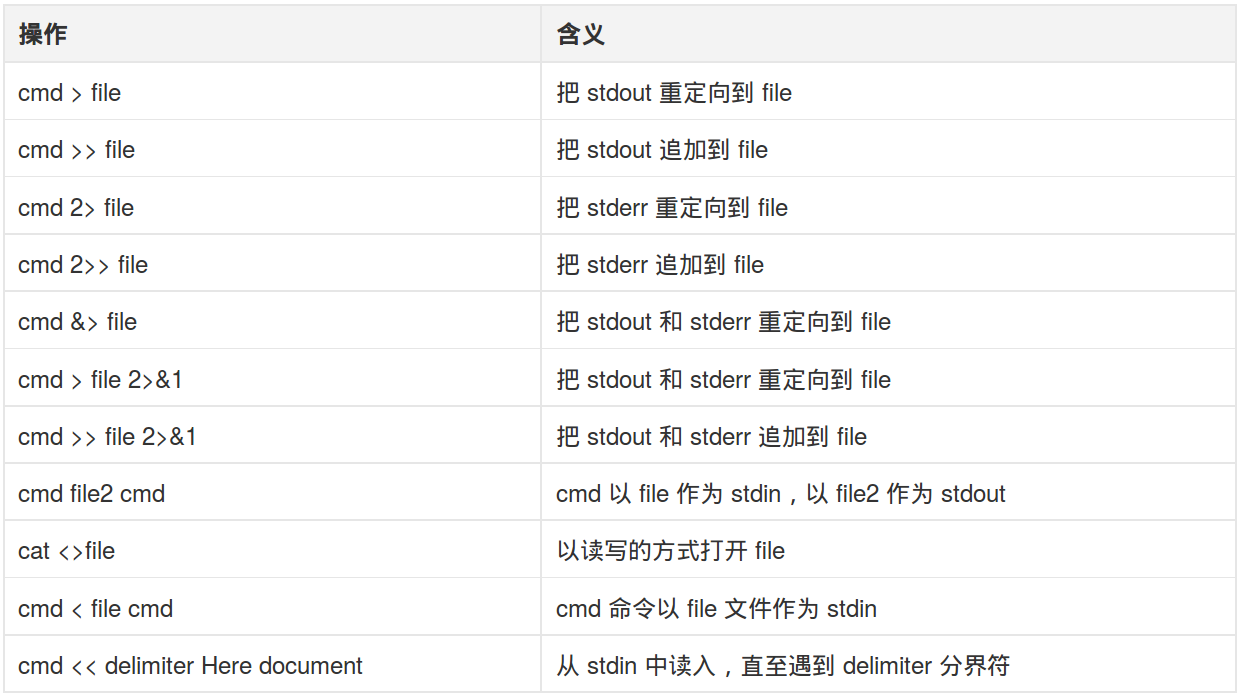 操作 含义
cmd > file 把 stdout 重定向到 file
cmd >> file 把 stdout 追加到 file
cmd 2> file 把 stderr 重定向到 file
cmd 2>> file 把 stderr 追加到 file
cmd &> file 把 stdout 和 stderr 重定向到 file
cmd > file 2>&1 把 stdout 和 stderr 重定向到 file
cmd >> file 2>&1 把 stdout 和 stderr 追加到 file
cmd file2 cmd cmd 以 file 作为 stdin，以 file2 作为 stdout
cat <>file 以读写的方式打开 file
cmd < file cmd cmd 命令以 file 文件作为 stdin
cmd << delimiter Here document 从 stdin 中读入，直至遇到 delimiter 分界符